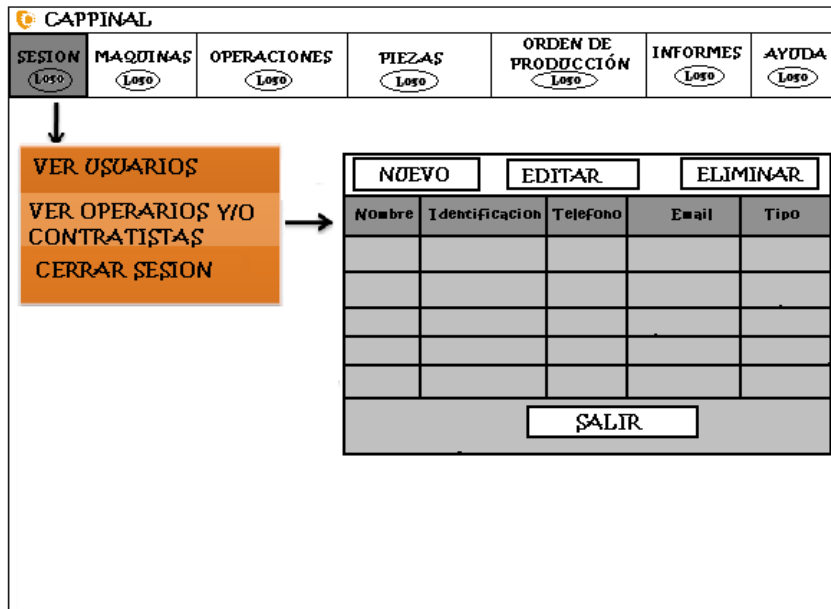 CAPPINAL
SESION MAQUINAS OPERACIONES PIEZAS ORDEN DE PRODUCCIÓN INFORMES AYUDA
Logo Logo Logo Logo Logo Logo Logo
VER USUARIOS
VER OPERARIOS Y/O
CONTRATISTAS
CERRAR SESION
NUEVO EDITAR ELIMINAR
Nombre Identificacion Telefono Email Tipo
SALIR